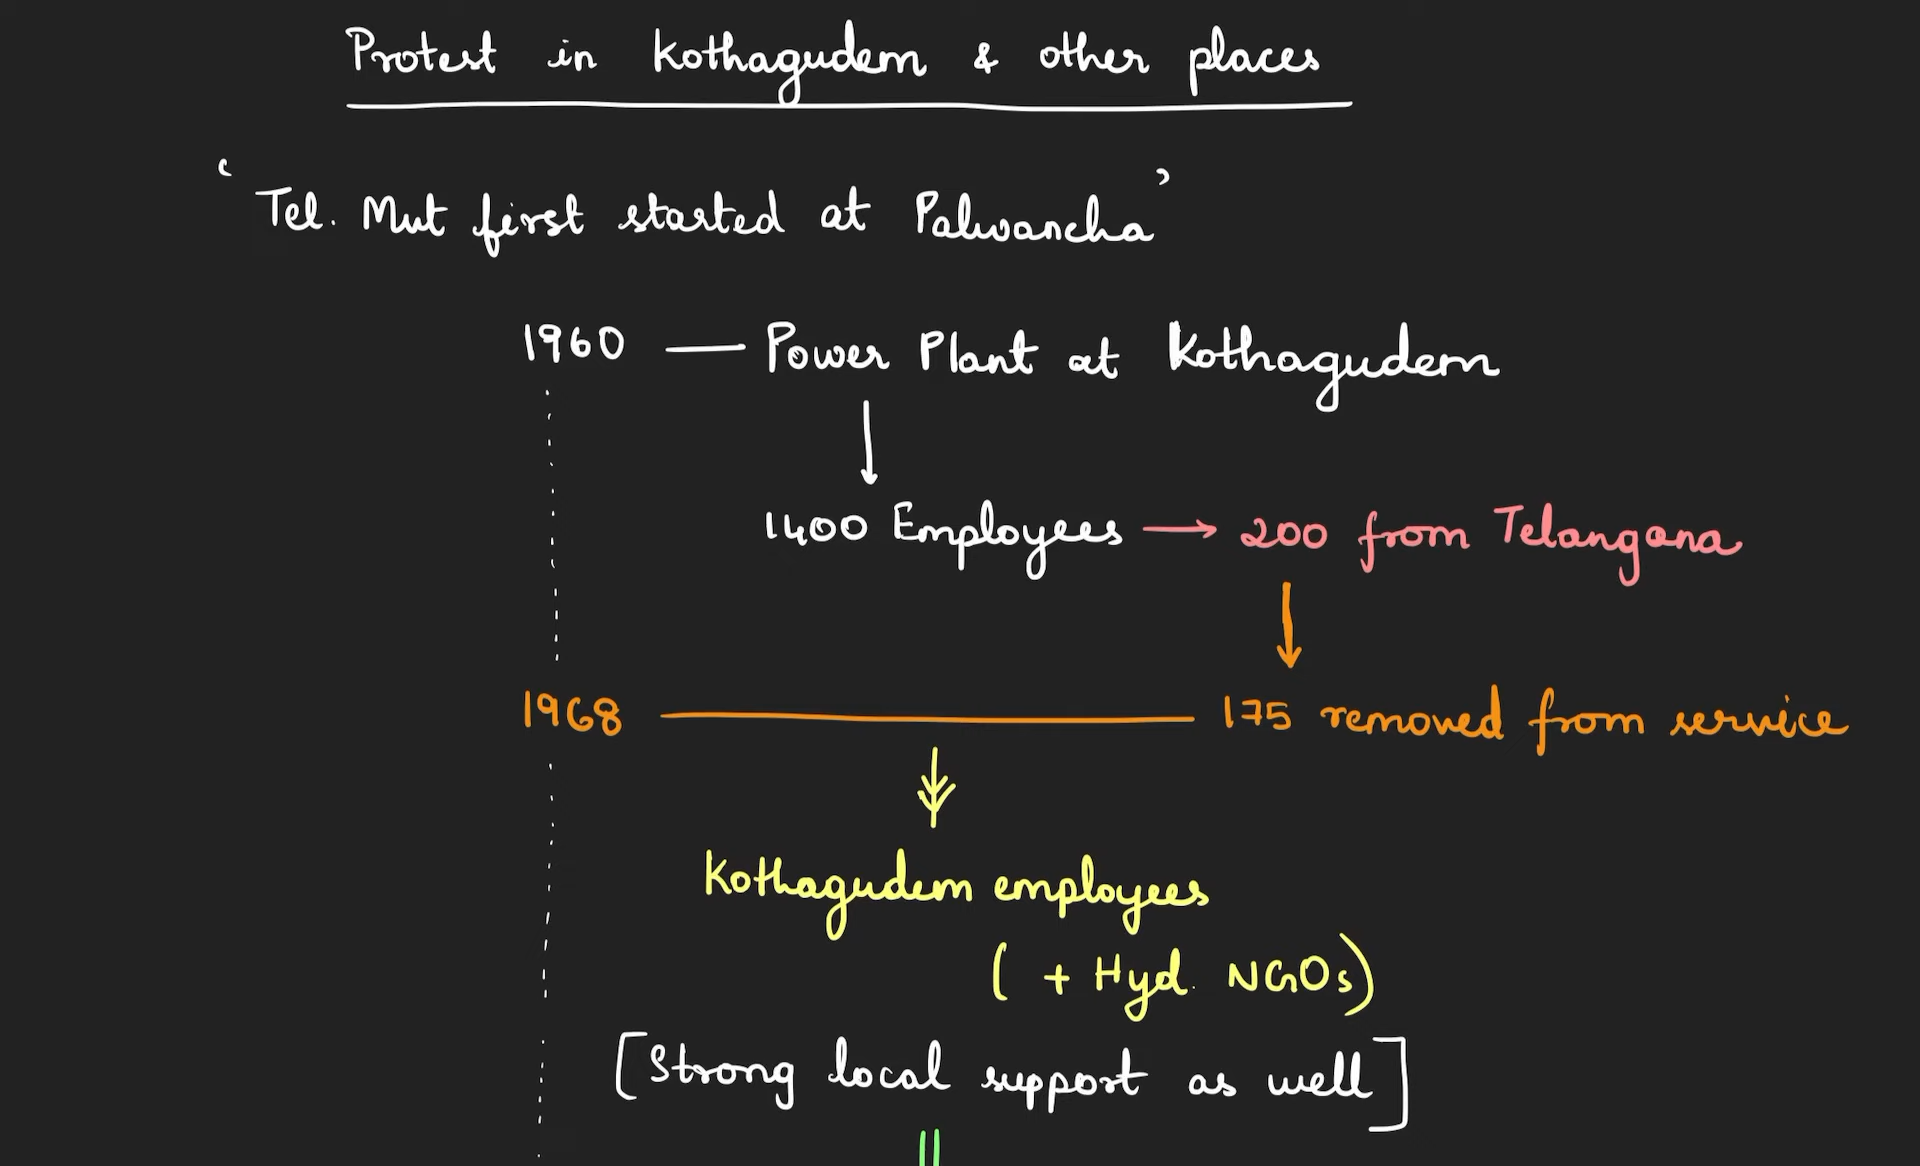 Protest in Kothagudem & other places
‘Tel. Mut first started at Palwancha’
1960 — Power Plant at Kothagudem
1400 Employees → 200 from Telangana
1968 — 175 removed from service
Kothagudem employees
( + Hyd. NGOs)
[Strong local support as well]